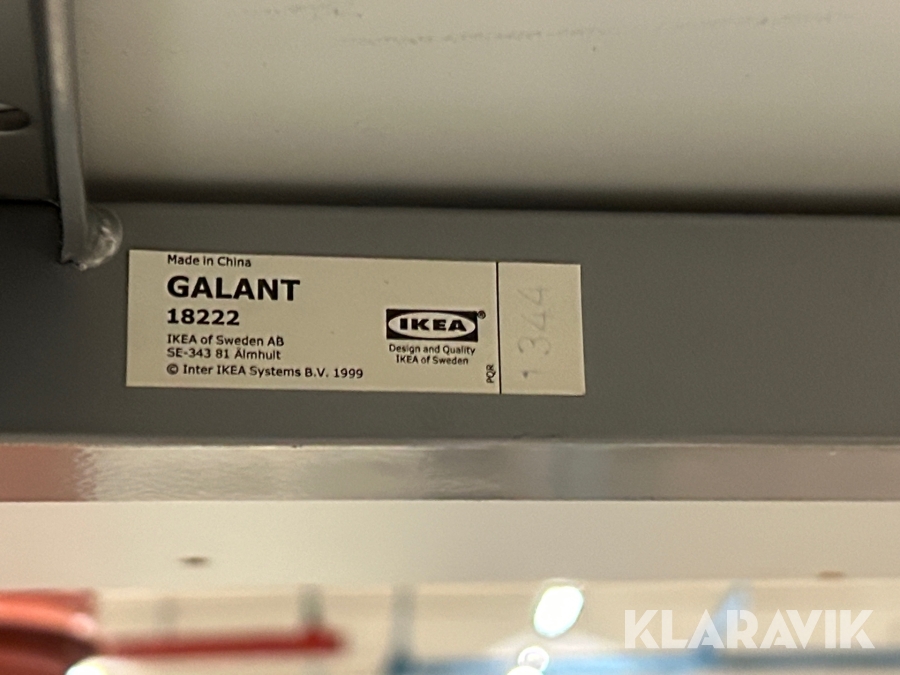 Made in China
GALANT
18222
IKEA of Sweden AB
SE-343 81 Älmhult
© Inter IKEA Systems B.V. 1999
IKEA®
Design and Quality
IKEA of Sweden
PQR
1344
KLARAVIK